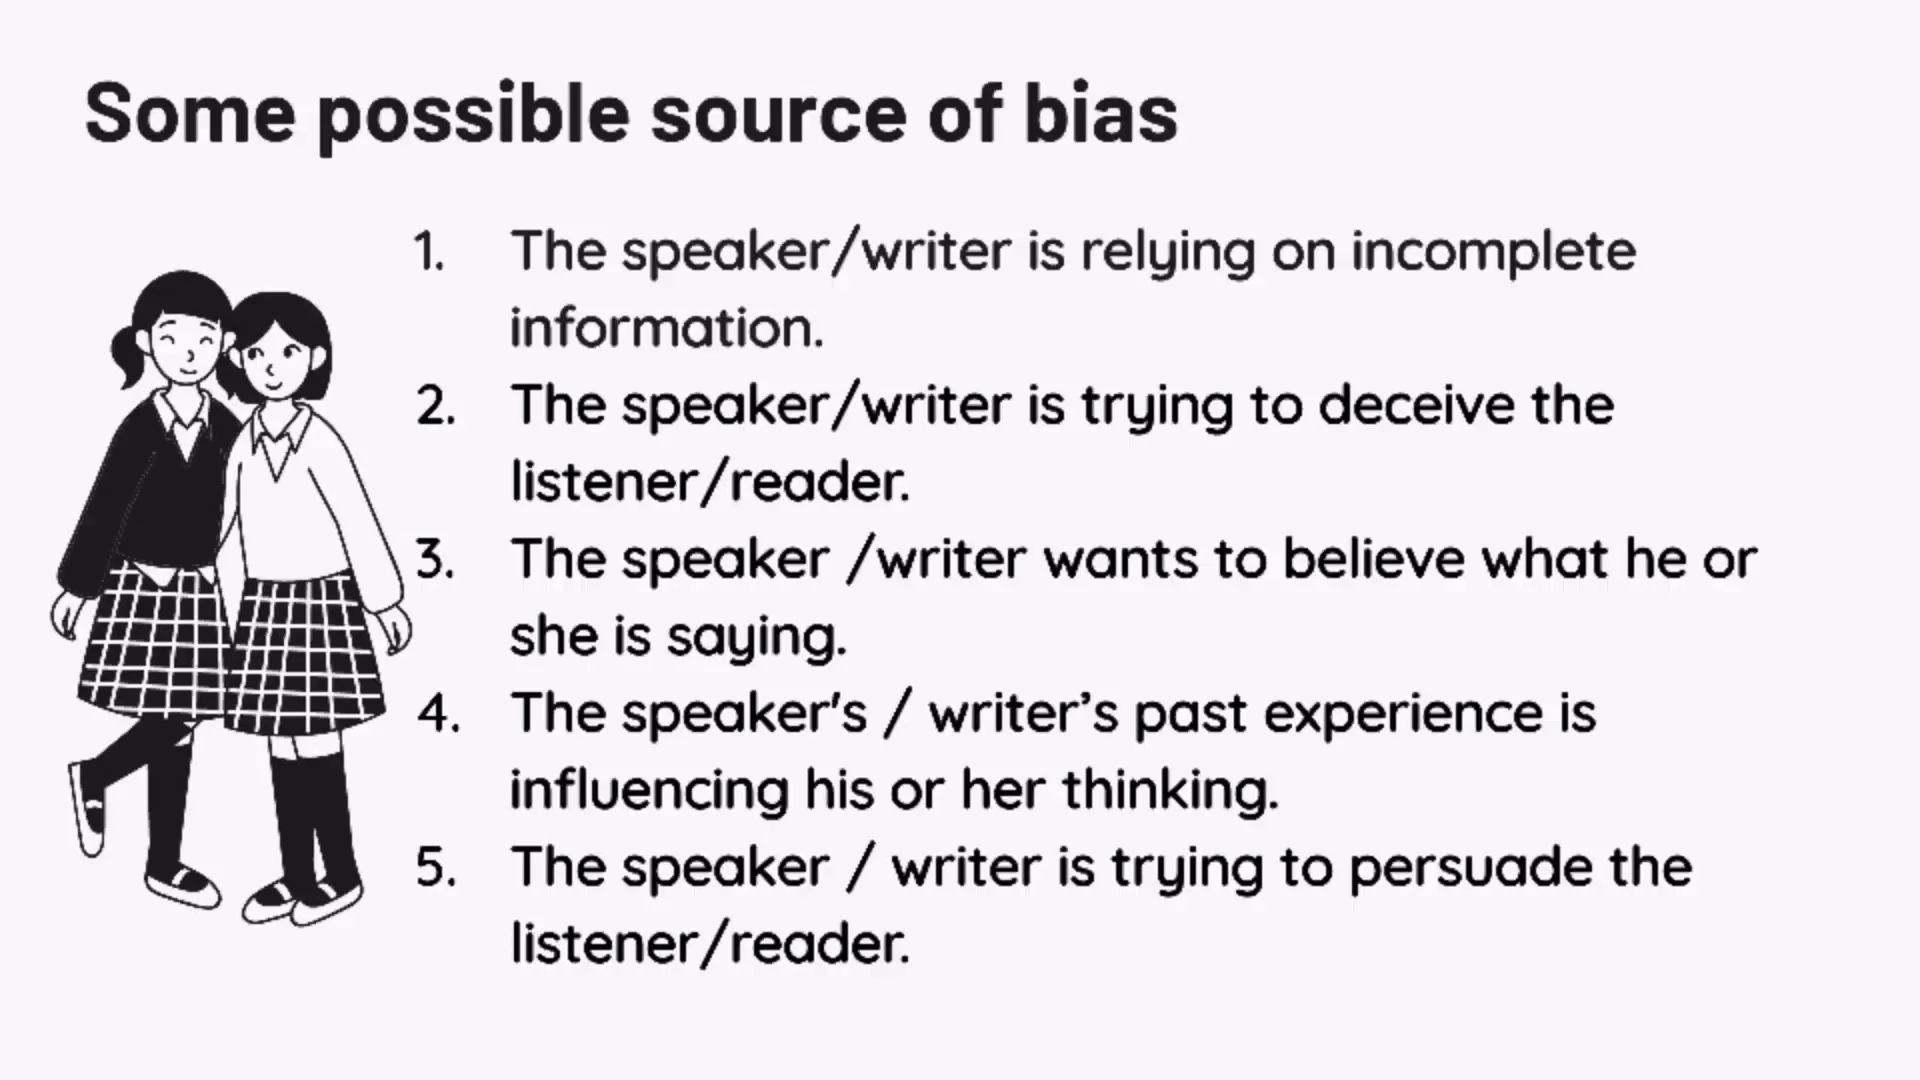 Some possible source of bias
1. The speaker/writer is relying on incomplete
information.
2. The speaker/writer is trying to deceive the
listener/reader.
3. The speaker /writer wants to believe what he or
she is saying.
4. The speaker's / writer’s past experience is
influencing his or her thinking.
5. The speaker / writer is trying to persuade the
listener/reader.